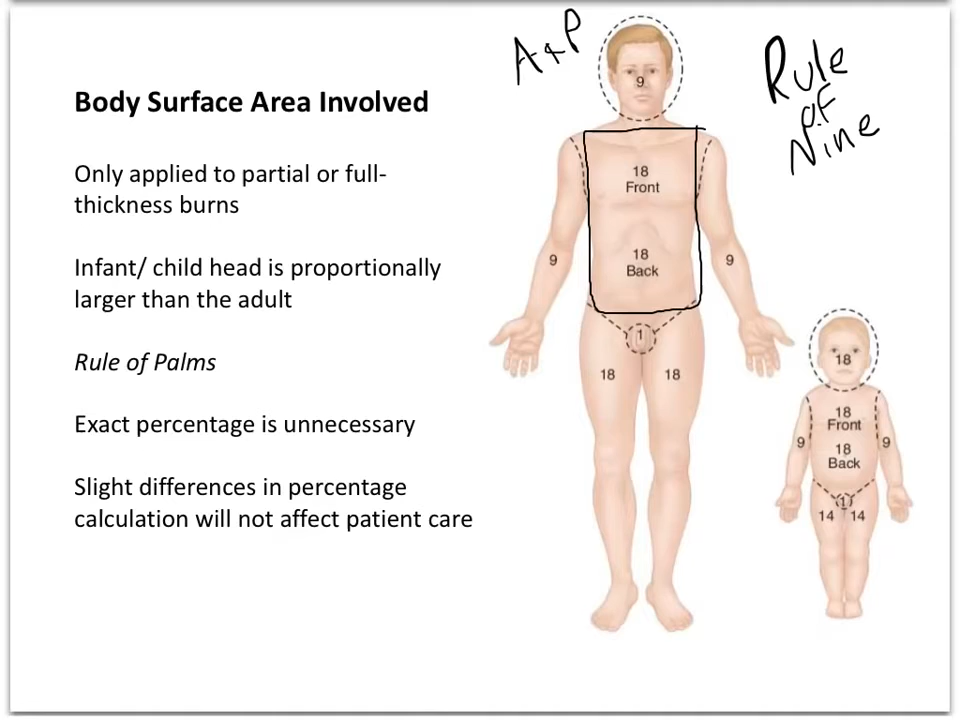 Body Surface Area Involved
Only applied to partial or full-
thickness burns
Infant/ child head is proportionally
larger than the adult
Rule of Palms
Exact percentage is unnecessary
Slight differences in percentage
calculation will not affect patient care
A+P
Rule
of
Nine
9
18
Front
18
Back
9
9
1
18
18
18
18
Front
18
Back
9
9
1
14
14